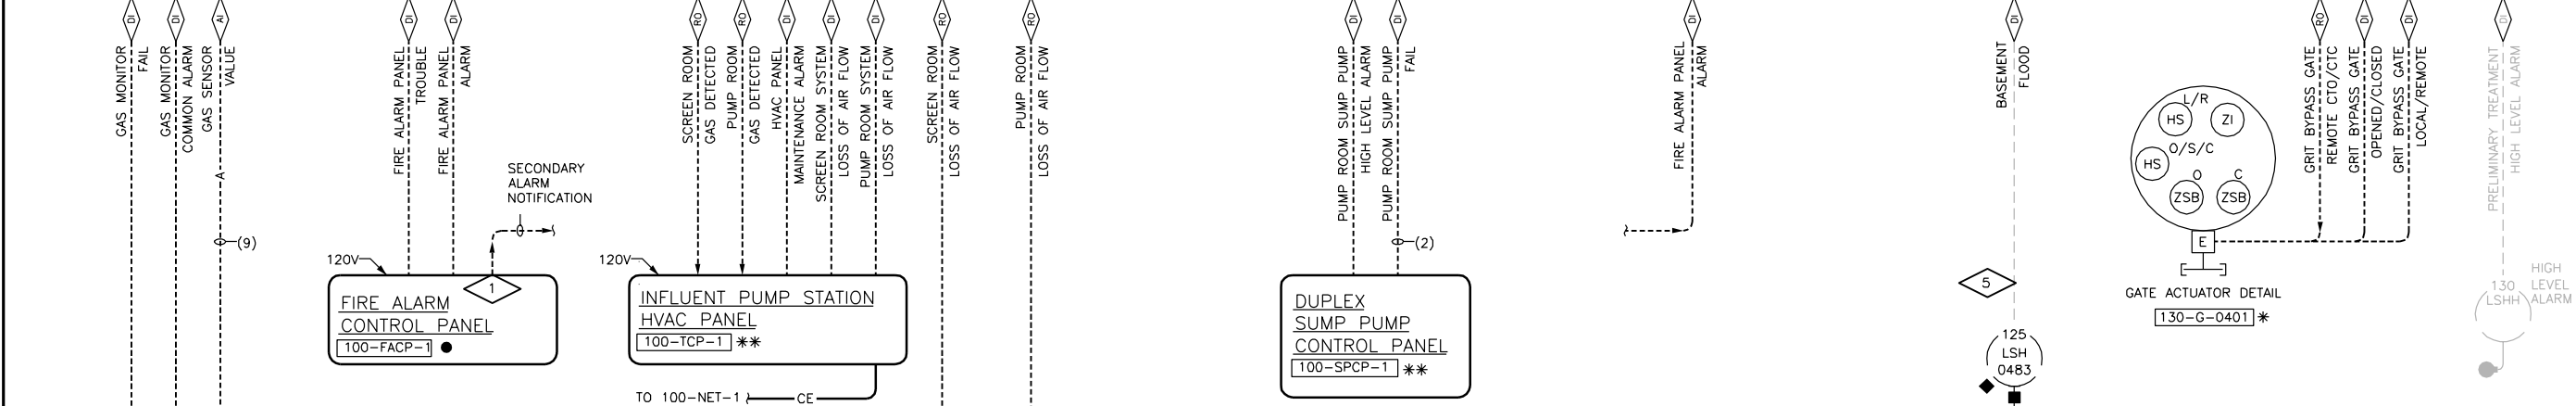 DI
DI
AI
DI
DI
RO
RO
DI
DI
DI
RO
RO
DI
DI
DI
DI
RO
DI
DI
DI
GAS MONITOR
FAIL
GAS MONITOR
COMMON ALARM
GAS SENSOR
VALUE
A
(9)
FIRE ALARM PANEL
TROUBLE
FIRE ALARM PANEL
ALARM
SECONDARY
ALARM
NOTIFICATION
120V
1
FIRE ALARM
CONTROL PANEL
100-FACP-1
SCREEN ROOM
GAS DETECTED
PUMP ROOM
GAS DETECTED
HVAC PANEL
MAINTENANCE ALARM
SCREEN ROOM SYSTEM
LOSS OF AIR FLOW
PUMP ROOM SYSTEM
LOSS OF AIR FLOW
120V
INFLUENT PUMP STATION
HVAC PANEL
100-TCP-1 **
TO 100-NET-1
CE
SCREEN ROOM
LOSS OF AIR FLOW
PUMP ROOM
LOSS OF AIR FLOW
PUMP ROOM SUMP PUMP
HIGH LEVEL ALARM
PUMP ROOM SUMP PUMP
FAIL
(2)
DUPLEX
SUMP PUMP
CONTROL PANEL
100-SPCP-1 **
FIRE ALARM PANEL
ALARM
BASEMENT
FLOOD
5
125
LSH
0483
L/R
HS
ZI
O/S/C
HS
O
C
ZSB
ZSB
E
GATE ACTUATOR DETAIL
130-G-0401 *
GRIT BYPASS GATE
REMOTE CTO/CTC
GRIT BYPASS GATE
OPENED/CLOSED
GRIT BYPASS GATE
LOCAL/REMOTE
PRELIMINARY TREATMENT
HIGH LEVEL ALARM
130
LSHH
HIGH
LEVEL
ALARM